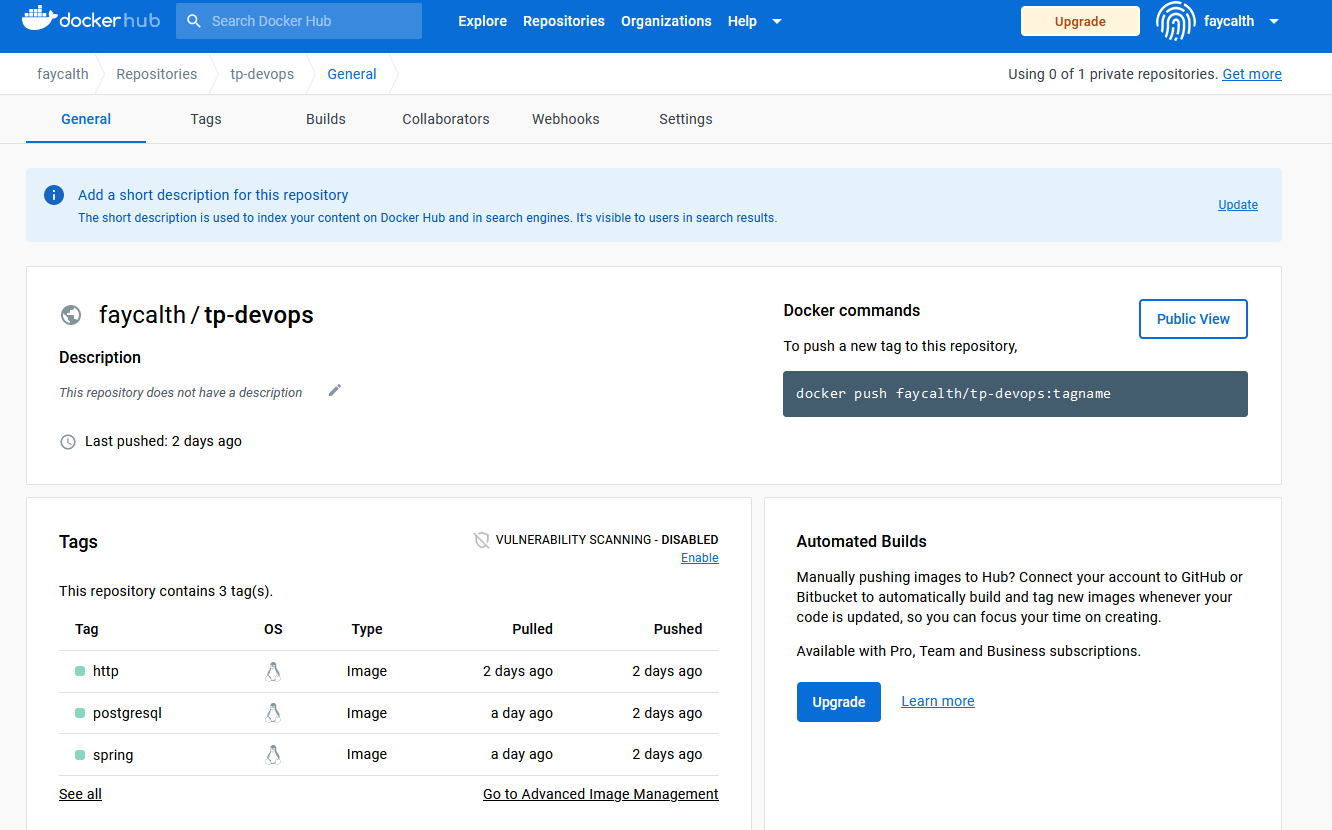 dockerhub
Search Docker Hub
Explore Repositories Organizations Help
Upgrade
faycalth
faycalth Repositories tp-devops General
Using 0 of 1 private repositories. Get more
General Tags Builds Collaborators Webhooks Settings
Add a short description for this repository
The short description is used to index your content on Docker Hub and in search engines. It's visible to users in search results.
Update
faycalth / tp-devops
Description
This repository does not have a description
Last pushed: 2 days ago
Docker commands
Public View
To push a new tag to this repository,
docker push faycalth/tp-devops:tagname
Tags
VULNERABILITY SCANNING - DISABLED
Enable
This repository contains 3 tag(s).
Tag OS Type Pulled Pushed
http Image 2 days ago 2 days ago
postgresql Image a day ago 2 days ago
spring Image a day ago 2 days ago
See all
Go to Advanced Image Management
Automated Builds
Manually pushing images to Hub? Connect your account to GitHub or
Bitbucket to automatically build and tag new images whenever your
code is updated, so you can focus your time on creating.
Available with Pro, Team and Business subscriptions.
Upgrade
Learn more